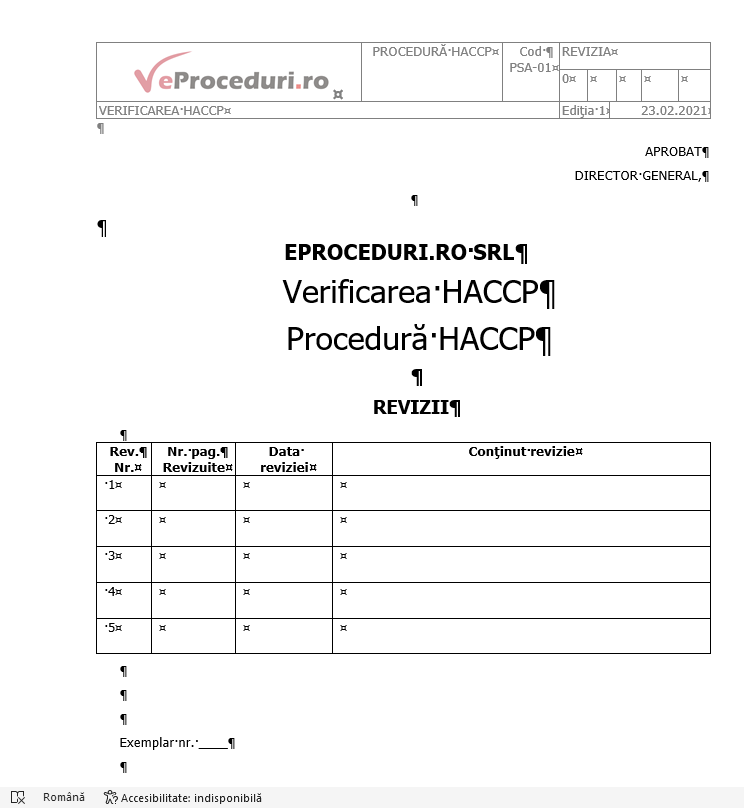 eProceduri.ro
PROCEDURĂ HACCP
Cod
PSA-01
REVIZIA
0
VERIFICAREA HACCP
Ediţia 1
23.02.2021
APROBAT
DIRECTOR GENERAL,
EPROCEDURI.RO SRL
Verificarea HACCP
Procedură HACCP
REVIZII
Rev. Nr.
Nr. pag. Revizuite
Data reviziei
Conţinut revizie
1
2
3
4
5
Exemplar nr. ____
Română
Accesibilitate: indisponibilă